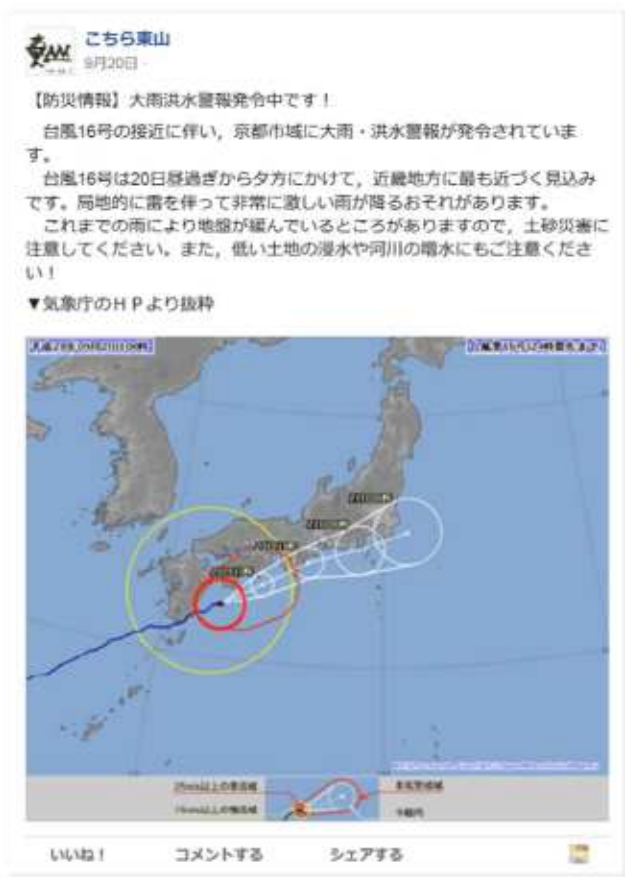 こちら東山
9月20日
【防災情報】大雨洪水警報発令中です！
台風16号の接近に伴い，京都市域に大雨・洪水警報が発令されていま
す。
台風16号は20日昼過ぎから夕方にかけて，近畿地方に最も近づく見込み
です。局地的に雷を伴って非常に激しい雨が降るおそれがあります。
これまでの雨により地盤が緩んでいるところがありますので，土砂災害に
注意してください。また，低い土地の浸水や河川の増水にもご注意くださ
い！
▼気象庁のＨＰより抜粋
暴風警戒域
予報円
いいね！ コメントする シェアする